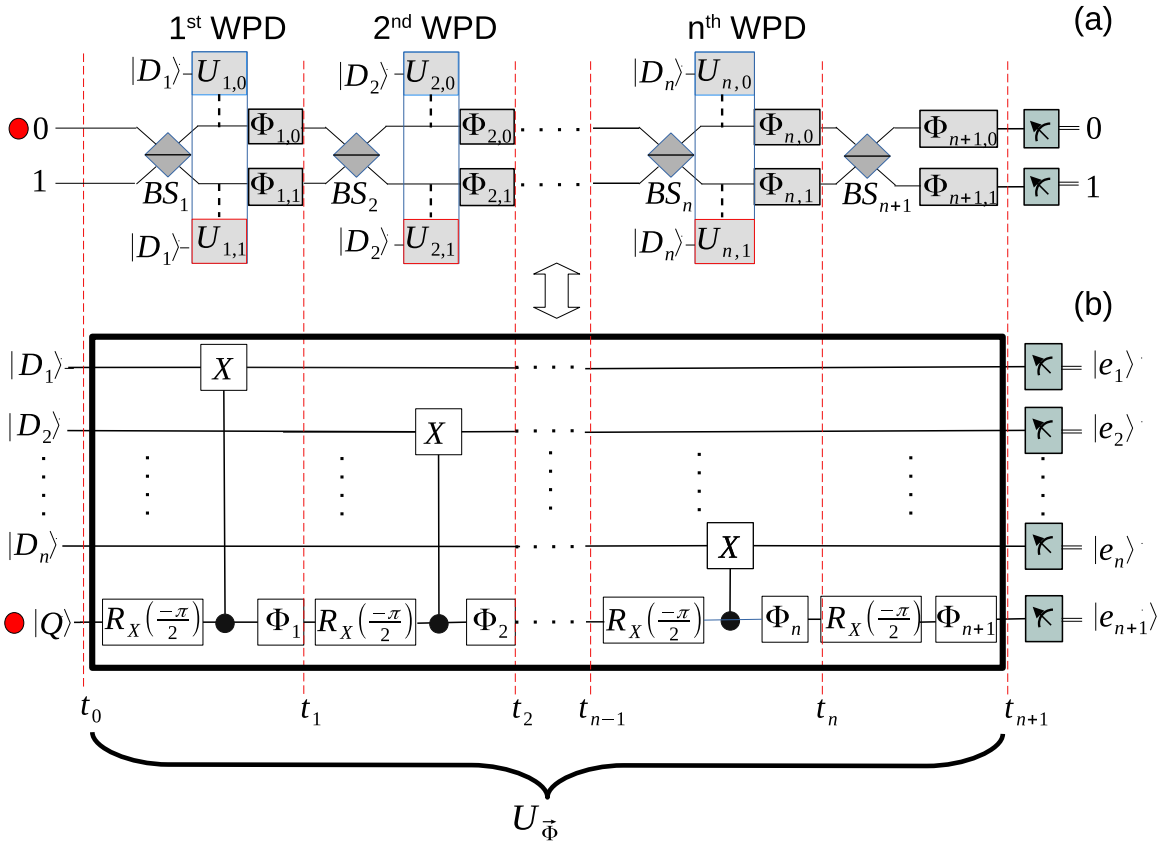 1st WPD 2nd WPD nth WPD (a)
|D1⟩ U1,0 |D2⟩ U2,0 |Dn⟩ Un,0
0 Φ1,0 Φ2,0 . . . . Φn,0 Φn+1,0 0
1 BS1 Φ1,1 BS2 Φ2,1 . . . . BSn Φn,1 BSn+1 Φn+1,1 1
|D1⟩ U1,1 |D2⟩ U2,1 |Dn⟩ Un,1
(b)
|D1⟩ X . . . . |e1⟩
|D2⟩ X . . . . |e2⟩
|Dn⟩ . . . . X |en⟩
|Q⟩ RX(-π/2) Φ1 RX(-π/2) Φ2 . . . . RX(-π/2) Φn RX(-π/2) Φn+1 |en+1⟩
t0 t1 t2 tn−1 tn tn+1
UΦ⃗